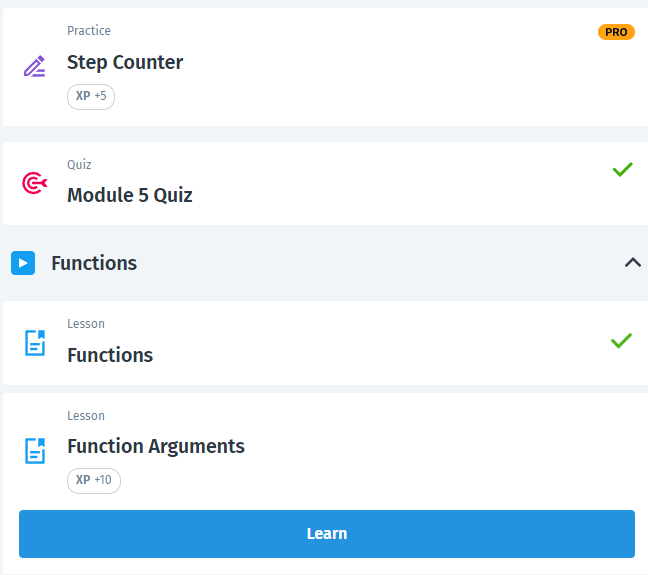 Practice
PRO
Step Counter
XP +5
Quiz
Module 5 Quiz
Functions
Lesson
Functions
Lesson
Function Arguments
XP +10
Learn